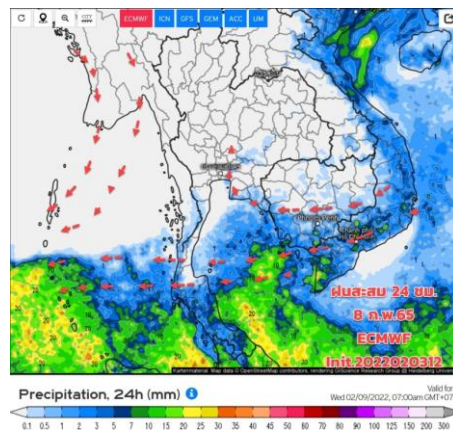 CITY
ECMWF
ICN
GFS
GEM
ACC
UM
Phnom Penh
ฝนสะสม 24 ชม.
8 ก.พ.65
ECMWF
Init.2022020312
Precipitation, 24h (mm)
Valid for
Wed 02/09/2022, 07:00am GMT+07
0.1 0.5 1 2 3 5 7 10 15 20 25 30 35 40 45 50 60 70 80 90 100 125 150 200 300